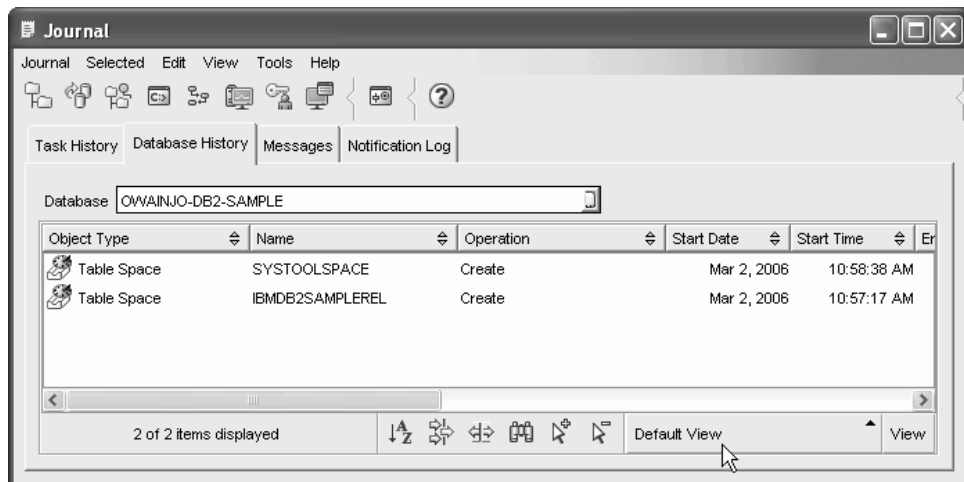 Journal
Journal Selected Edit View Tools Help
Task History Database History Messages Notification Log
Database OWAINJO-DB2-SAMPLE
Object Type Name Operation Start Date Start Time Er
Table Space SYSTOOLSPACE Create Mar 2, 2006 10:58:38 AM
Table Space IBMDB2SAMPLEREL Create Mar 2, 2006 10:57:17 AM
2 of 2 items displayed Default View View